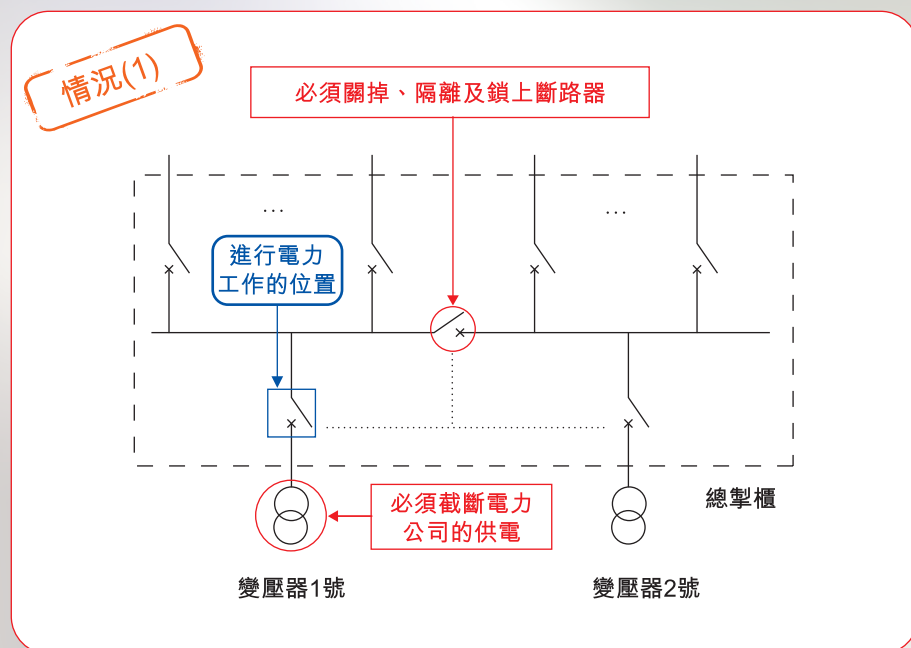 情況(1)
必須關掉、隔離及鎖上斷路器
...
...
進行電力
工作的位置
必須截斷電力
公司的供電
總掣櫃
變壓器1號
變壓器2號